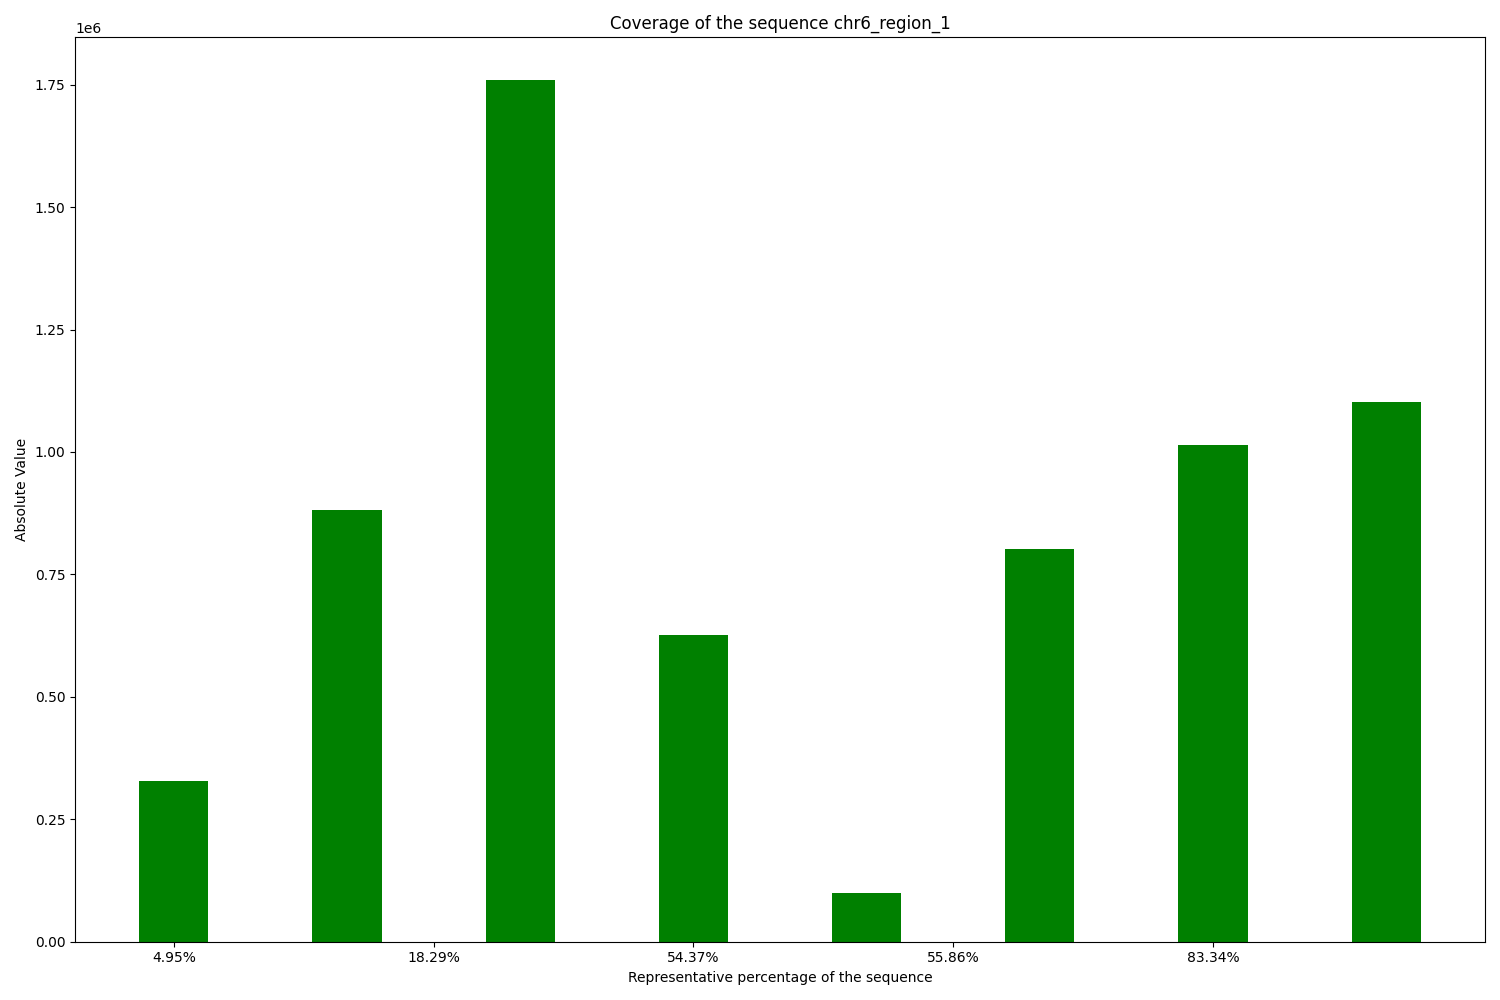 Coverage of the sequence chr6_region_1
1e6
1.75
1.50
1.25
1.00
0.75
0.50
0.25
0.00
Absolute Value
4.95% 18.29% 54.37% 55.86% 83.34%
Representative percentage of the sequence